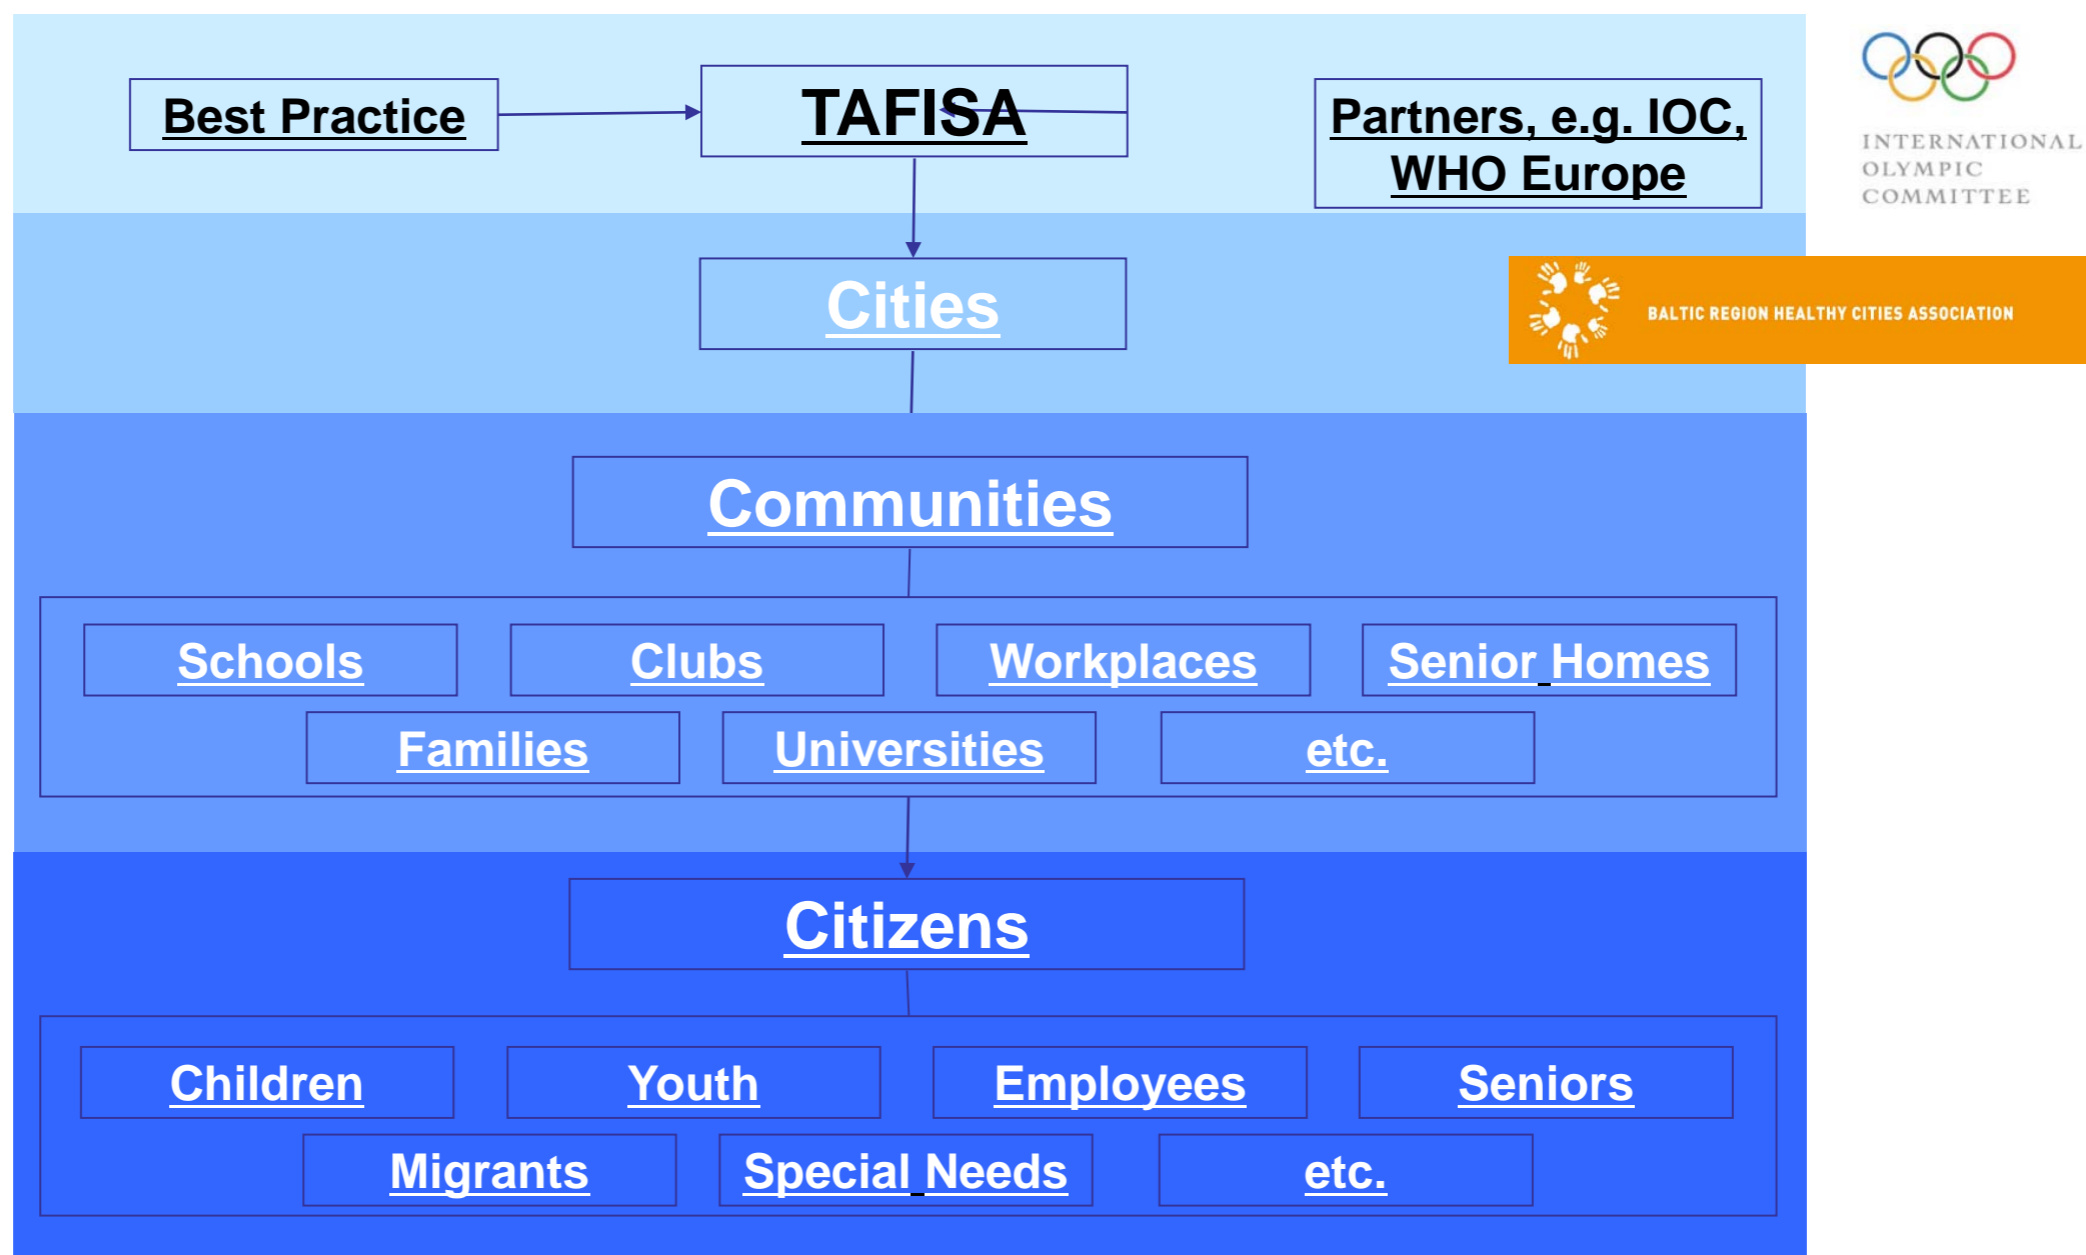 Best Practice
TAFISA
Partners, e.g. IOC,
WHO Europe
INTERNATIONAL
OLYMPIC
COMMITTEE
Cities
BALTIC REGION HEALTHY CITIES ASSOCIATION
Communities
Schools
Clubs
Workplaces
Senior Homes
Families
Universities
etc.
Citizens
Children
Youth
Employees
Seniors
Migrants
Special Needs
etc.